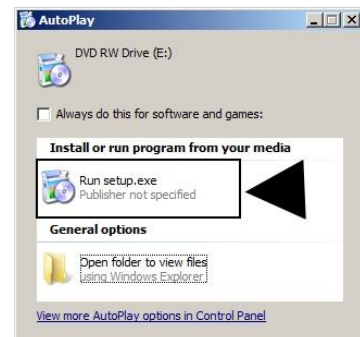 AutoPlay
DVD RW Drive (E:)
Always do this for software and games:
Install or run program from your media
Run setup.exe
Publisher not specified
General options
Open folder to view files
using Windows Explorer
View more AutoPlay options in Control Panel